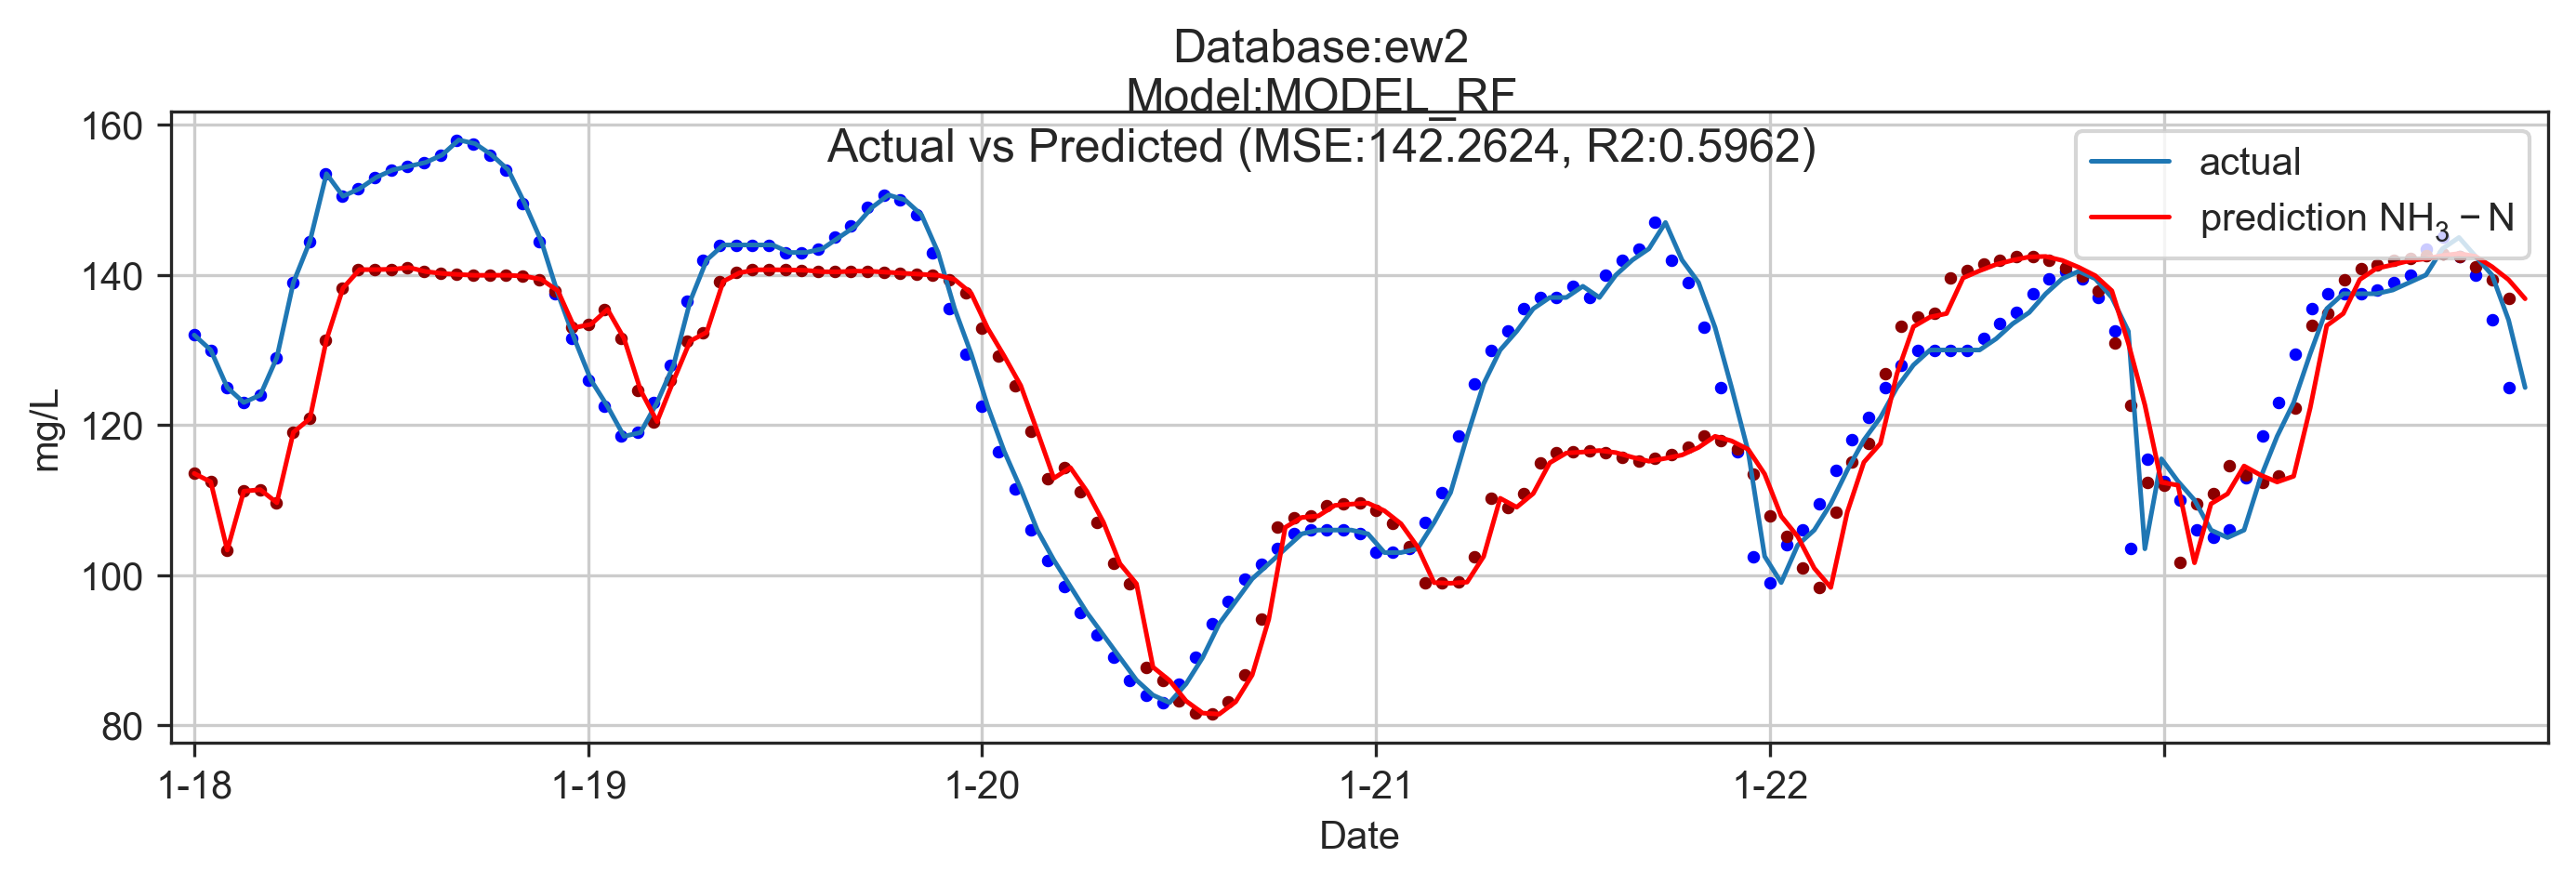 Database:ew2
Model:MODEL_RF
Actual vs Predicted (MSE:142.2624, R2:0.5962)
160
140
120
100
80
mg/L
actual
prediction NH₃ − N
1-18
1-19
1-20
1-21
1-22
Date